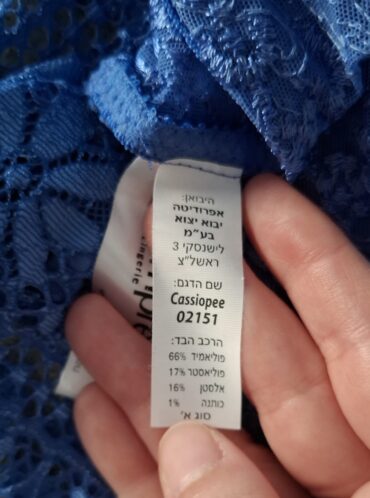 היבואן:
אפרודיטה
יבוא יצוא
בע"מ
לישנסקי 3
ראשל"צ
שם הדגם:
Cassiopee
02151
הרכב הבד:
פוליאמיד 66%
פוליאסטר 17%
אלסטן 16%
כותנה 1%
סוג א'
Lingerie